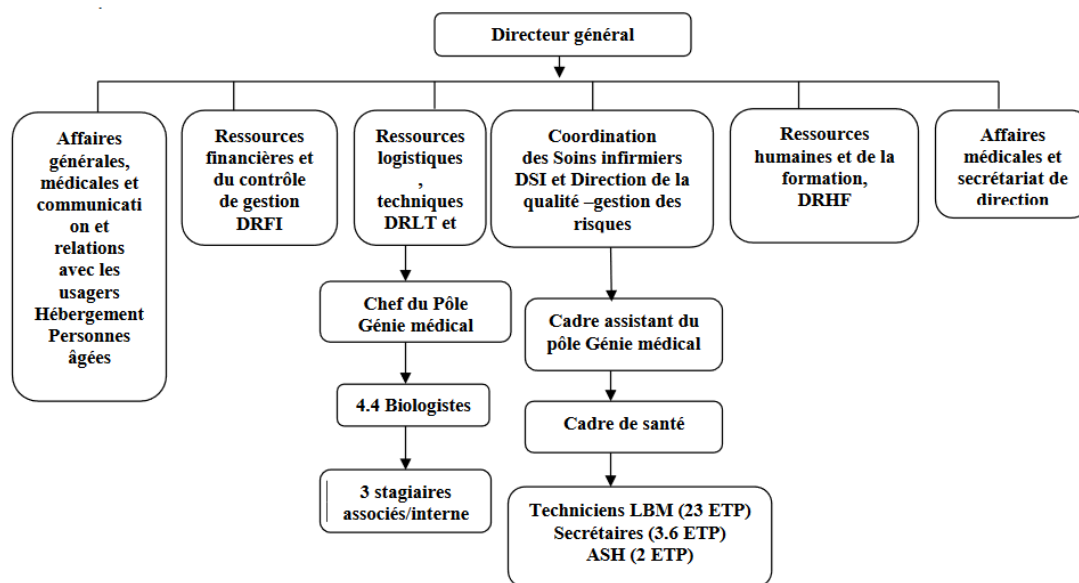 Directeur général
Affaires
générales,
médicales et
communicati
on et
relations
avec les
usagers
Hébergement
Personnes
âgées
Ressources
financières et
du contrôle
de gestion
DRFI
Ressources
logistiques
, techniques
DRLT et
Coordination
des Soins infirmiers
DSI et Direction de la
qualité –gestion des
risques
Ressources
humaines et de la
formation,
DRHF
Affaires
médicales et
secrétariat de
direction
Chef du Pôle
Génie médical
Cadre assistant du
pôle Génie médical
4.4 Biologistes
Cadre de santé
3 stagiaires
associés/interne
Techniciens LBM (23 ETP)
Secrétaires (3.6 ETP)
ASH (2 ETP)